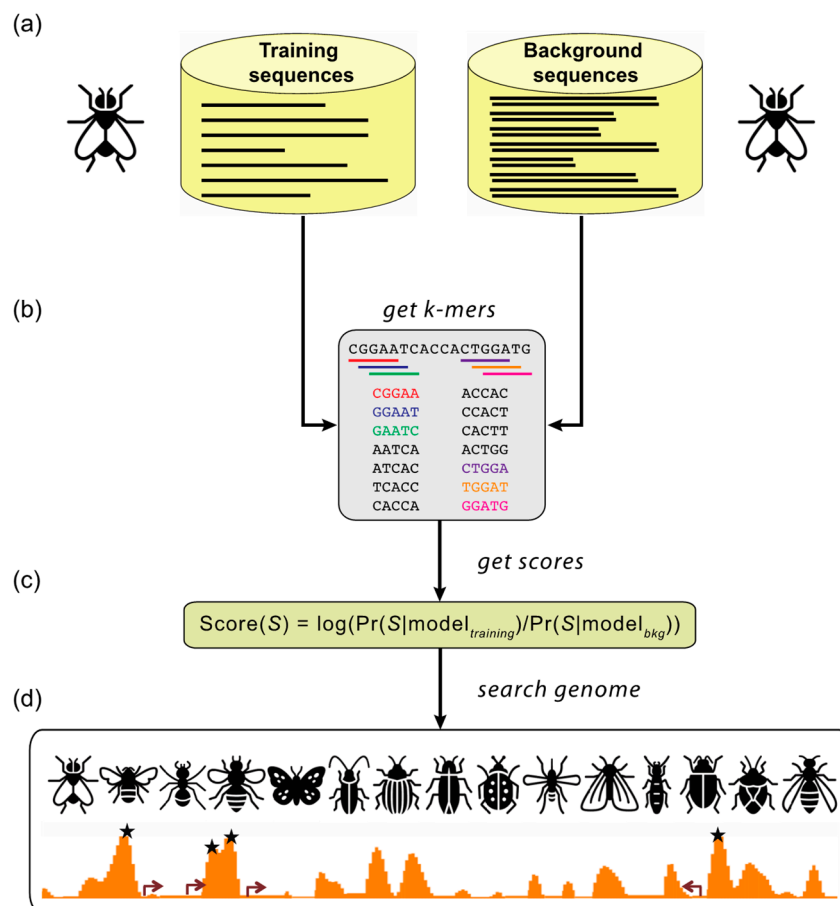 (a)
Training
sequences
Background
sequences
(b)
get k-mers
CGGAATCACCACTGGATG
CGGAA ACCAC
GGAAT CCACT
GAATC CACTT
AATCA ACTGG
ATCAC CTGGA
TCACC TGGAT
CACCA GGATG
get scores
(c)
Score(S) = log(Pr(S|model_training)/Pr(S|model_bkg))
search genome
(d)